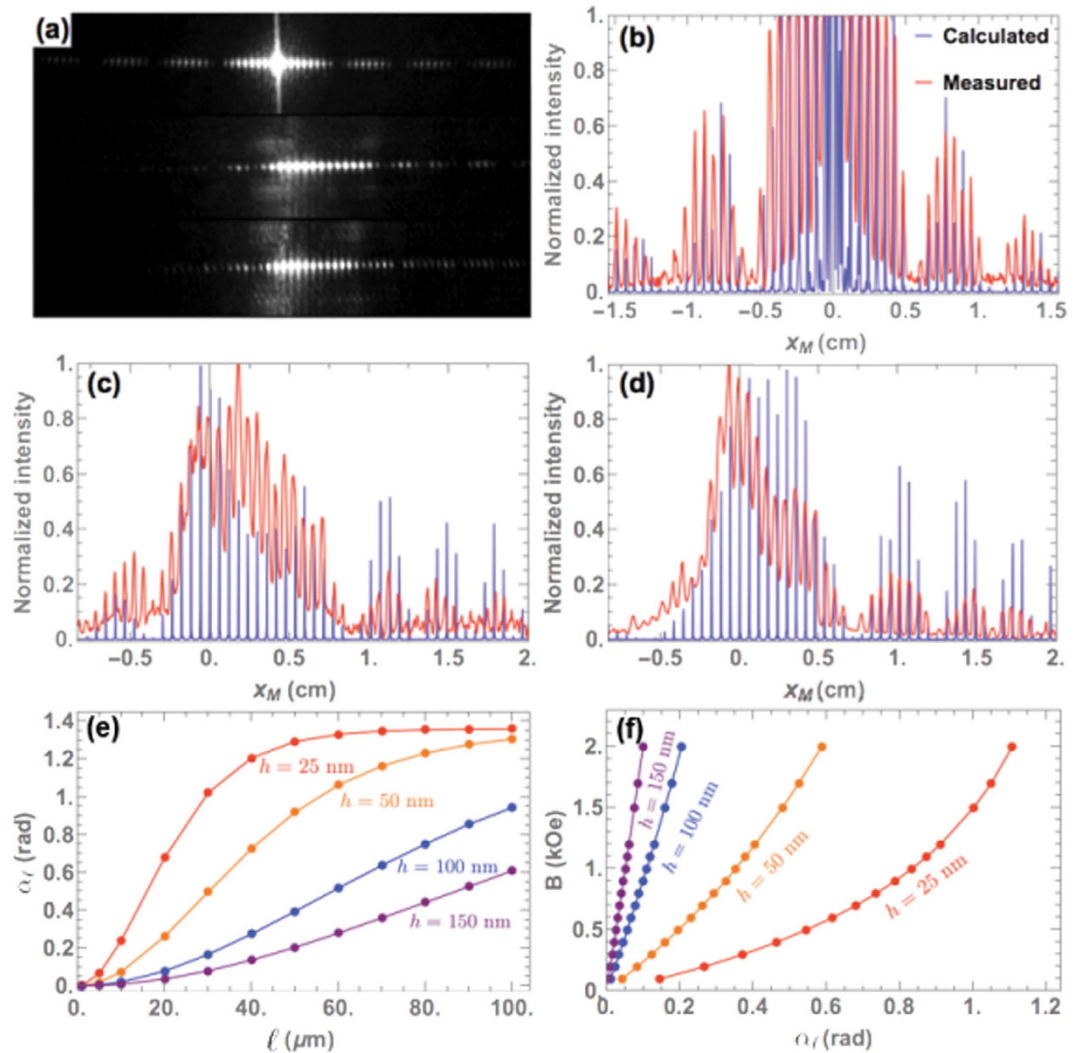 (a)
(b)
Calculated
Measured
Normalized intensity
1.
0.8
0.6
0.4
0.2
0.
−1.5 −1. −0.5 0. 0.5 1. 1.5
xM (cm)
(c)
Normalized intensity
1.
0.8
0.6
0.4
0.2
0.
−0.5 0. 0.5 1. 1.5 2.
xM (cm)
(d)
Normalized intensity
1.
0.8
0.6
0.4
0.2
0.
−0.5 0. 0.5 1. 1.5 2.
xM (cm)
(e)
αℓ (rad)
1.4
1.2
1.0
0.8
0.6
0.4
0.2
0.
h = 25 nm
h = 50 nm
h = 100 nm
h = 150 nm
0. 20. 40. 60. 80. 100.
ℓ (μm)
(f)
B (kOe)
2.
1.5
1.
0.5
0.
h = 150 nm
h = 100 nm
h = 50 nm
h = 25 nm
0. 0.2 0.4 0.6 0.8 1. 1.2
αℓ (rad)